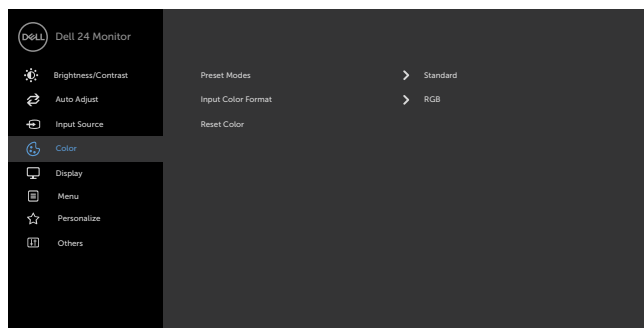 DELL Dell 24 Monitor
Brightness/Contrast Preset Modes Standard
Auto Adjust Input Color Format RGB
Input Source Reset Color
Color
Display
Menu
Personalize
Others